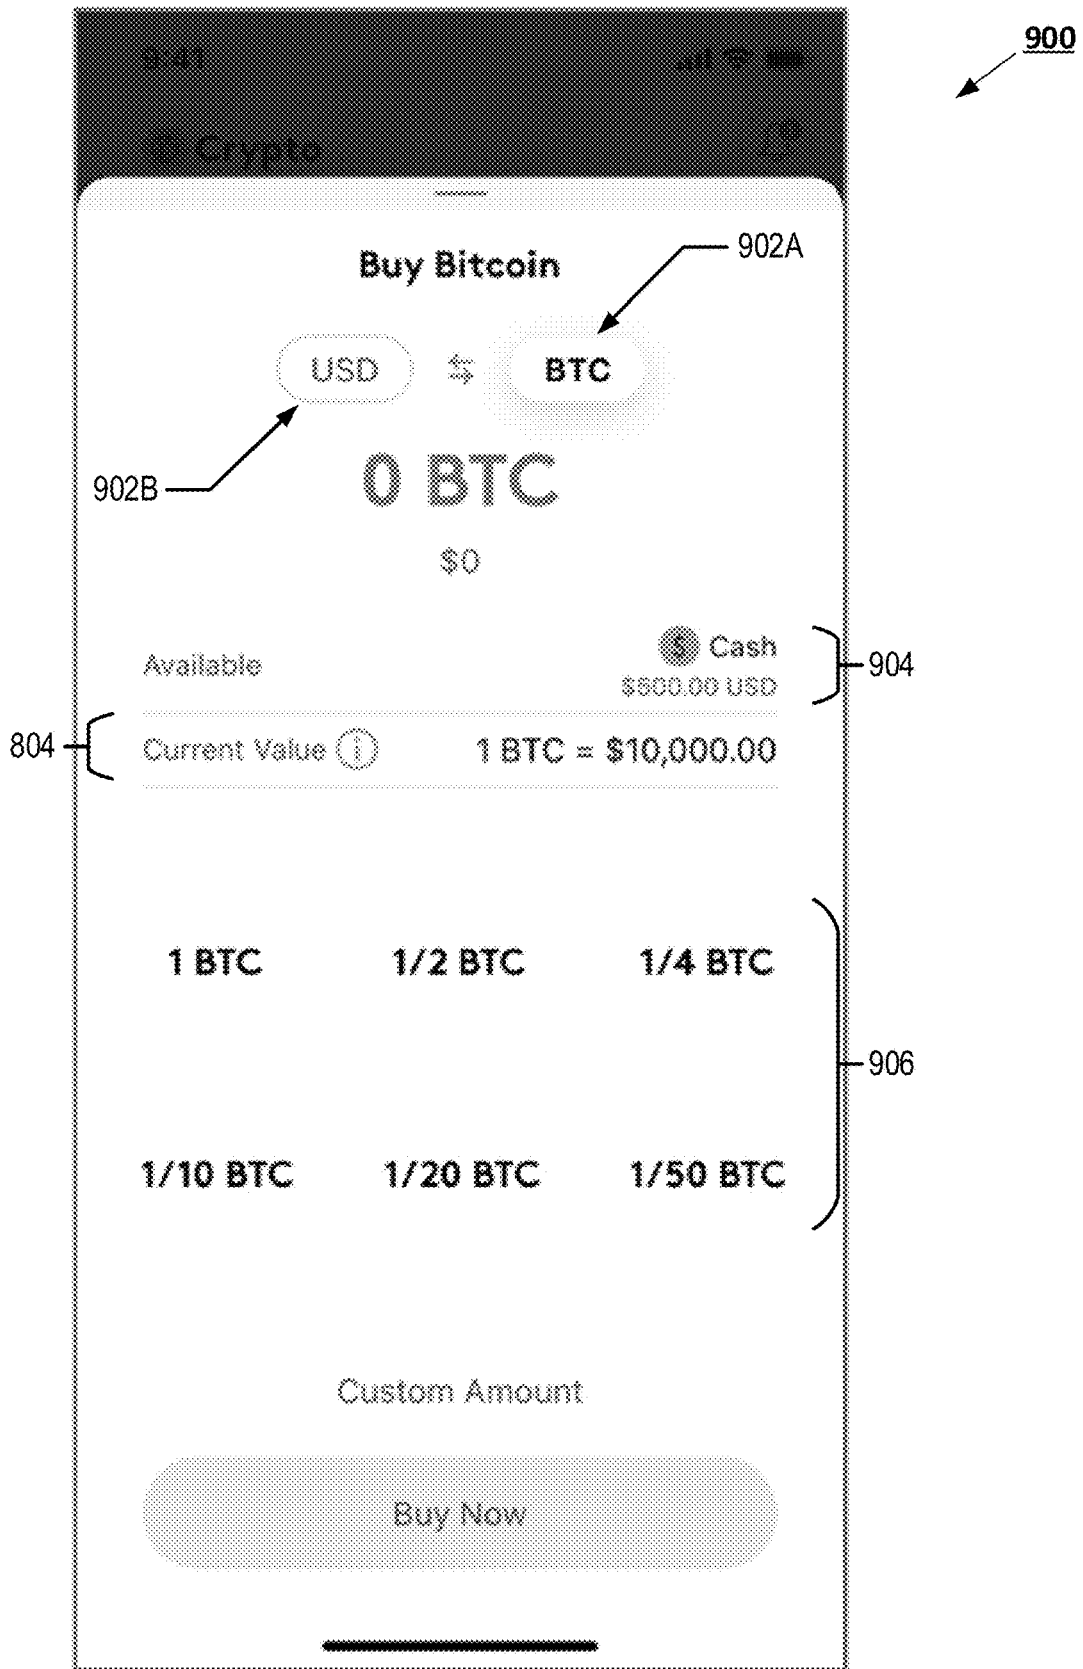 900
9:41
Crypto
Buy Bitcoin
902A
USD ⇆ BTC
902B
0 BTC
$0
Available
$ Cash
904
$500.00 USD
804
Current Value ⓘ 1 BTC = $10,000.00
1 BTC 1/2 BTC 1/4 BTC
906
1/10 BTC 1/20 BTC 1/50 BTC
Custom Amount
Buy Now